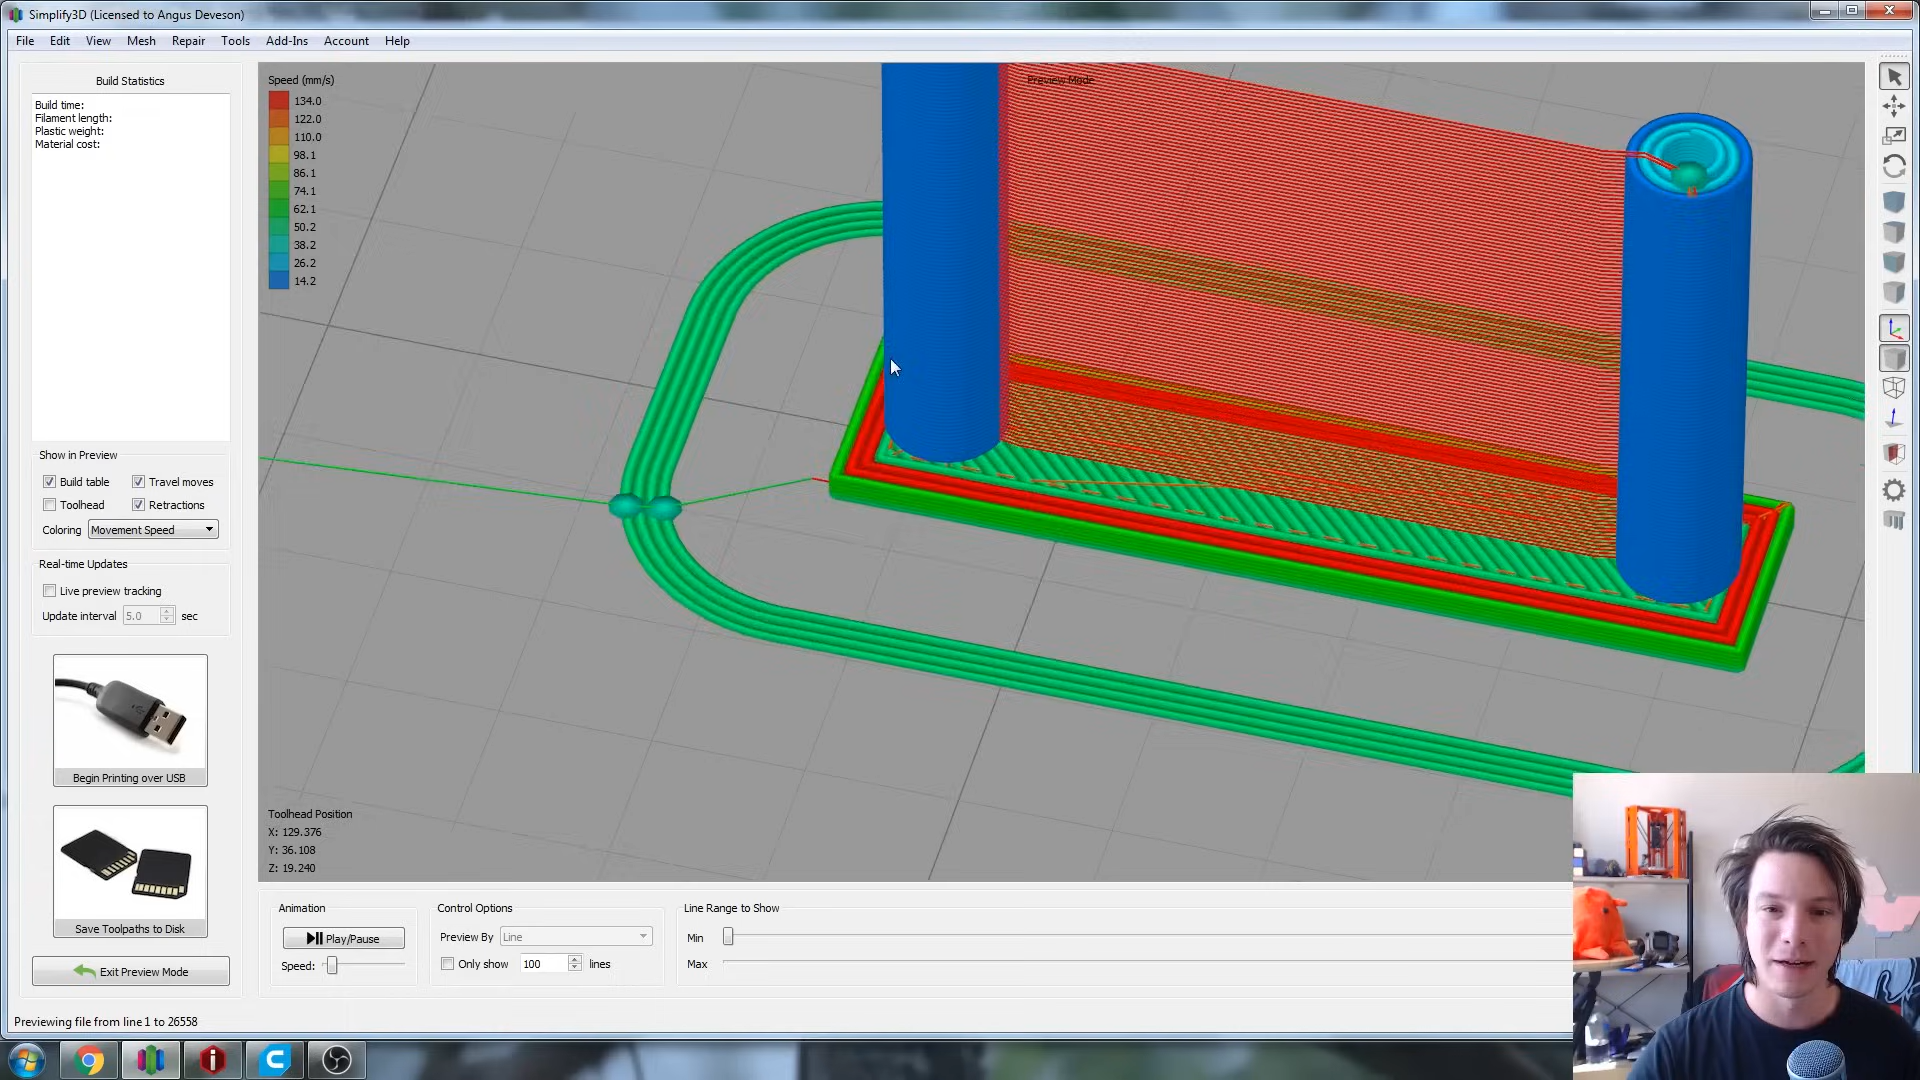 Simplify3D (Licensed to Angus Deveson)
File Edit View Mesh Repair Tools Add-Ins Account Help
Build Statistics
Build time:
Filament length:
Plastic weight:
Material cost:
Show in Preview
Build table Travel moves
Toolhead Retractions
Coloring Movement Speed
Real-time Updates
Live preview tracking
Update interval 5.0 sec
Begin Printing over USB
Save Toolpaths to Disk
Exit Preview Mode
Previewing file from line 1 to 26558
Speed (mm/s)
134.0
122.0
110.0
98.1
86.1
74.1
62.1
50.2
38.2
26.2
14.2
Preview Mode
Toolhead Position
X: 129.376
Y: 36.108
Z: 19.240
Animation
Play/Pause
Speed:
Control Options
Preview By Line
Only show 100 lines
Line Range to Show
Min
Max